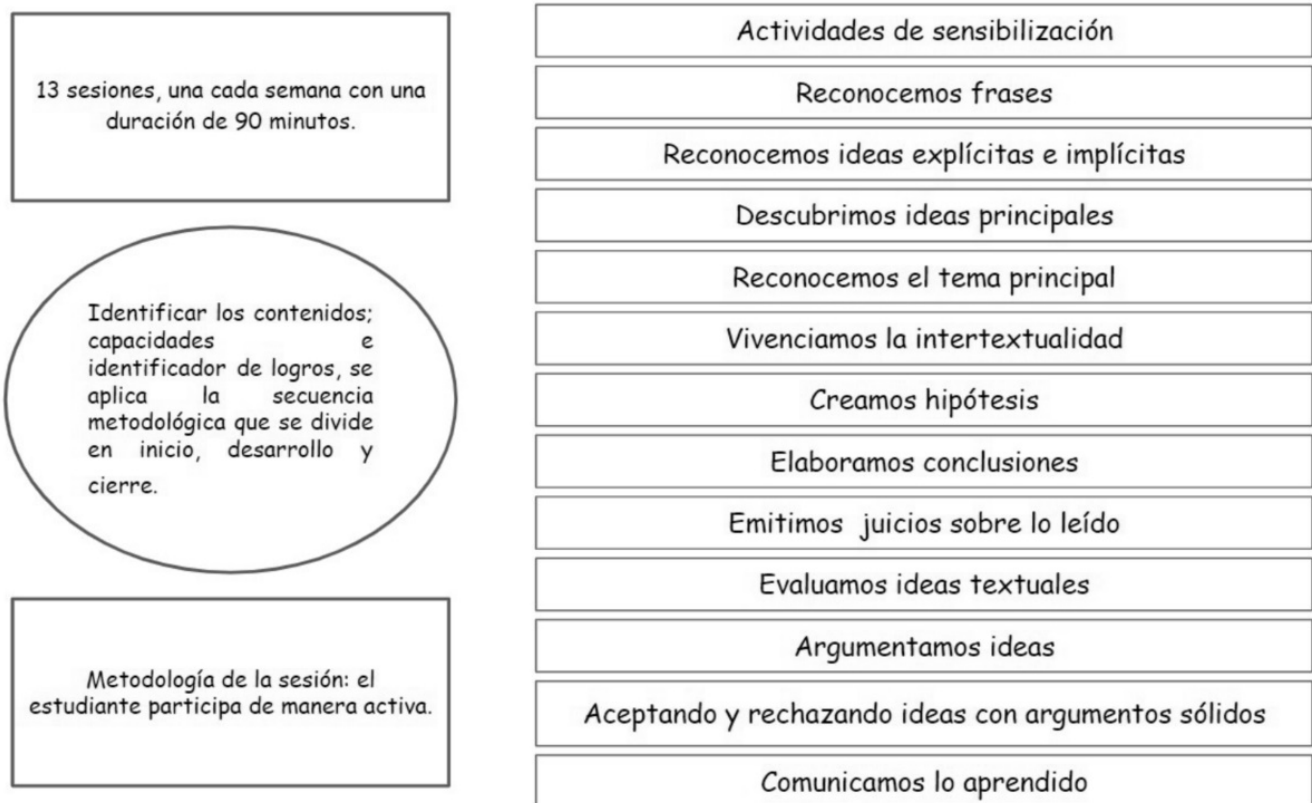 13 sesiones, una cada semana con una
duración de 90 minutos.
Identificar los contenidos;
capacidades e
identificador de logros, se
aplica la secuencia
metodológica que se divide
en inicio, desarrollo y
cierre.
Metodología de la sesión: el
estudiante participa de manera activa.
Actividades de sensibilización
Reconocemos frases
Reconocemos ideas explícitas e implícitas
Descubrimos ideas principales
Reconocemos el tema principal
Vivenciamos la intertextualidad
Creamos hipótesis
Elaboramos conclusiones
Emitimos juicios sobre lo leído
Evaluamos ideas textuales
Argumentamos ideas
Aceptando y rechazando ideas con argumentos sólidos
Comunicamos lo aprendido